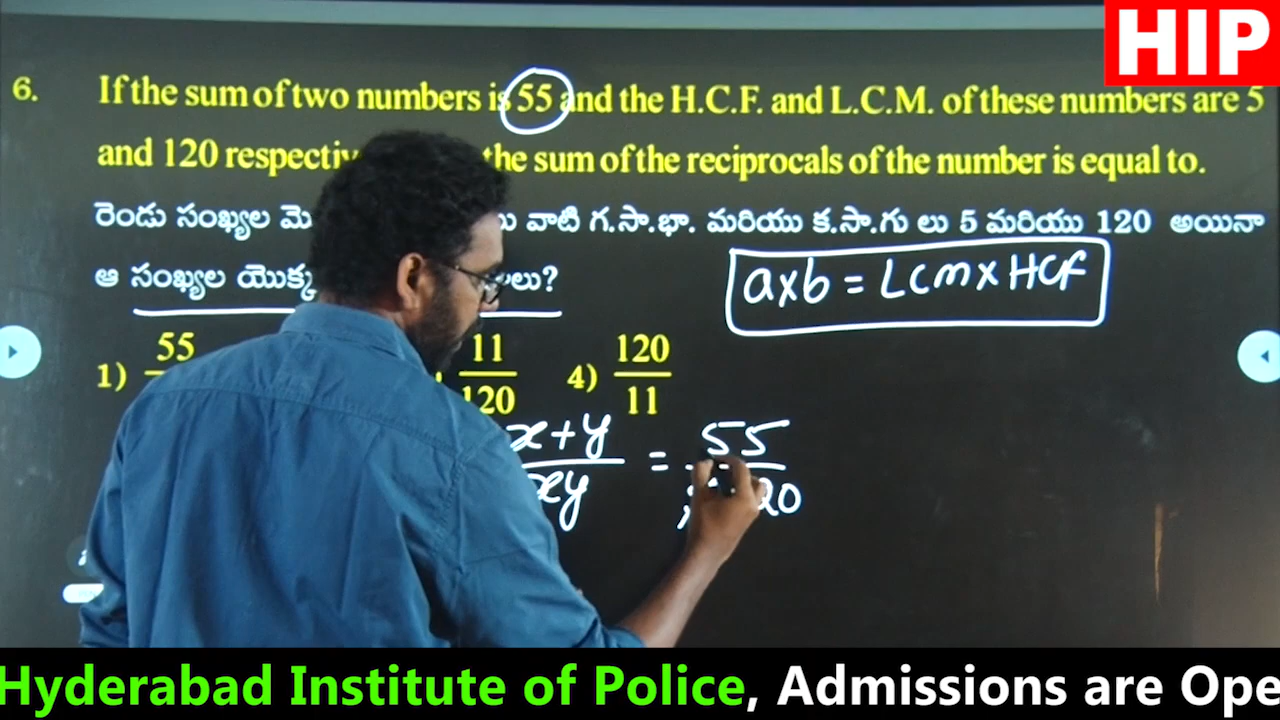 HIP
6. If the sum of two numbers is 55 and the H.C.F. and L.C.M. of these numbers are 5
and 120 the sum of the reciprocals of the number is equal to.
రెండు సంఖ్యల వాటి గ.సా.భా. మరియు క.సా.గు లు 5 మరియు 120 అయినా
ఆ సంఖ్యల
a×b = LCM×HCF
1) 55 11/120 4) 120/11
x+y/xy = 55
Hyderabad Institute of Police, Admissions are Ope